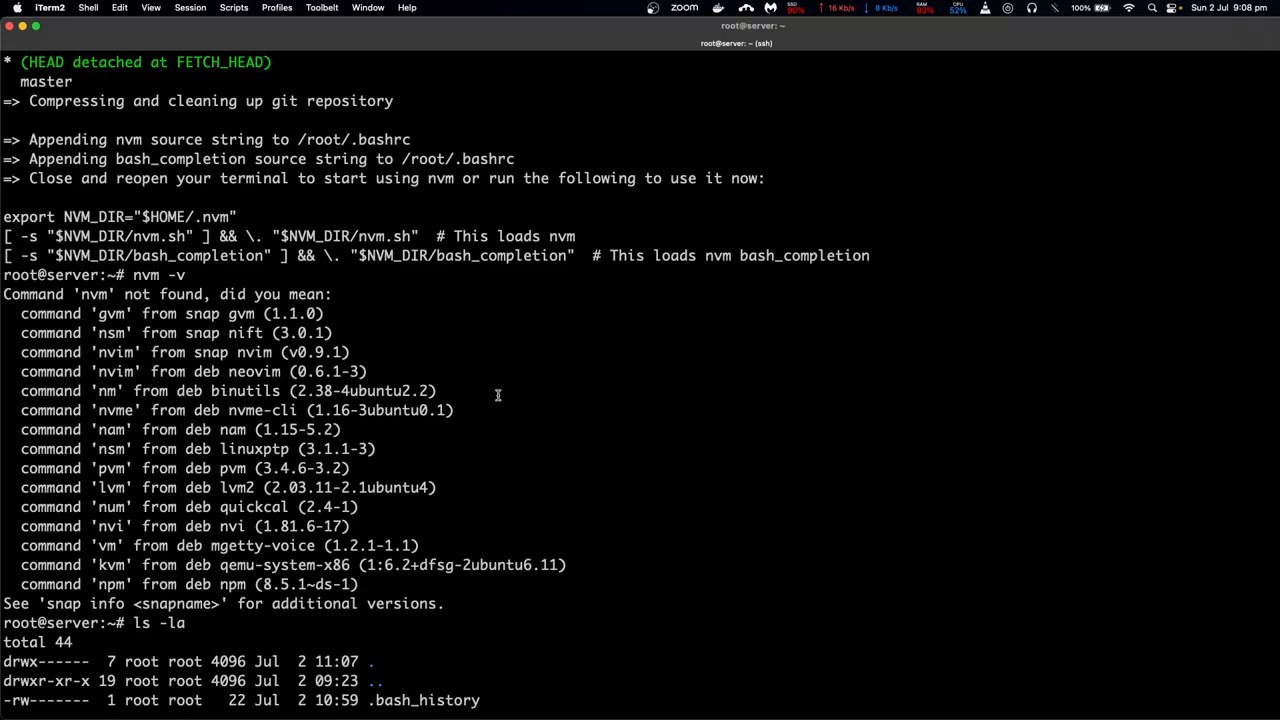 iTerm2 Shell Edit View Session Scripts Profiles Toolbelt Window Help zoom SSD 90% 16 Kb/s 8 Kb/s RAM 83% CPU 52% 100% Sun 2 Jul 9:08 pm
root@server: ~
root@server: ~ (ssh)
* (HEAD detached at FETCH_HEAD)
  master
=> Compressing and cleaning up git repository
=> Appending nvm source string to /root/.bashrc
=> Appending bash_completion source string to /root/.bashrc
=> Close and reopen your terminal to start using nvm or run the following to use it now:
export NVM_DIR="$HOME/.nvm"
[ -s "$NVM_DIR/nvm.sh" ] && \. "$NVM_DIR/nvm.sh"  # This loads nvm
[ -s "$NVM_DIR/bash_completion" ] && \. "$NVM_DIR/bash_completion"  # This loads nvm bash_completion
root@server:~# nvm -v
Command 'nvm' not found, did you mean:
  command 'gvm' from snap gvm (1.1.0)
  command 'nsm' from snap nift (3.0.1)
  command 'nvim' from snap nvim (v0.9.1)
  command 'nvim' from deb neovim (0.6.1-3)
  command 'nm' from deb binutils (2.38-4ubuntu2.2)
  command 'nvme' from deb nvme-cli (1.16-3ubuntu0.1)
  command 'nam' from deb nam (1.15-5.2)
  command 'nsm' from deb linuxptp (3.1.1-3)
  command 'pvm' from deb pvm (3.4.6-3.2)
  command 'lvm' from deb lvm2 (2.03.11-2.1ubuntu4)
  command 'num' from deb quickcal (2.4-1)
  command 'nvi' from deb nvi (1.81.6-17)
  command 'vm' from deb mgetty-voice (1.2.1-1.1)
  command 'kvm' from deb qemu-system-x86 (1:6.2+dfsg-2ubuntu6.11)
  command 'npm' from deb npm (8.5.1~ds-1)
See 'snap info <snapname>' for additional versions.
root@server:~# ls -la
total 44
drwx------  7 root root 4096 Jul  2 11:07 .
drwxr-xr-x 19 root root 4096 Jul  2 09:23 ..
-rw-------  1 root root   22 Jul  2 10:59 .bash_history